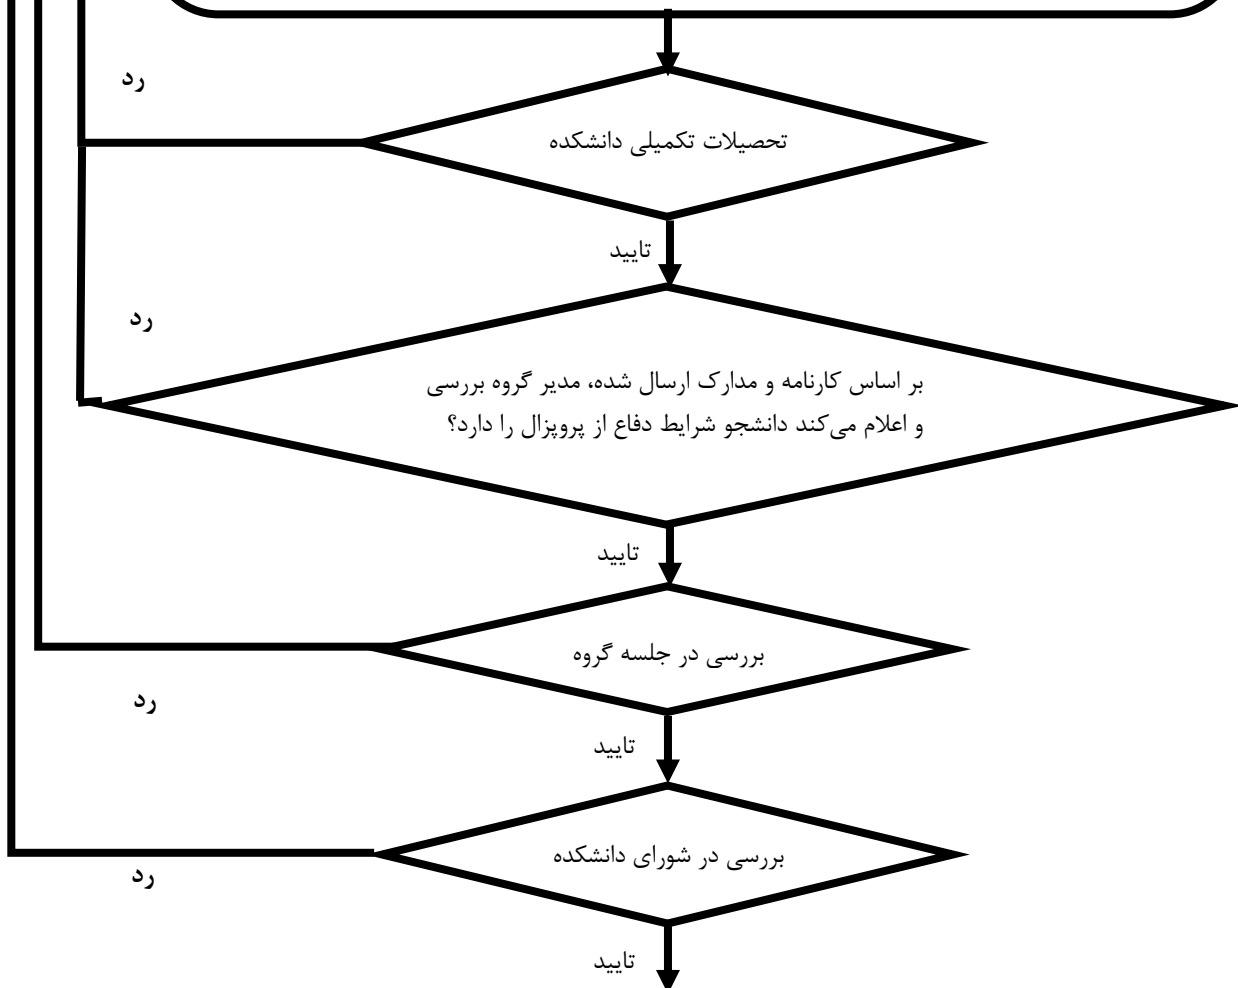 رد
تحصیلات تکمیلی دانشکده
تایید
رد
بر اساس کارنامه و مدارک ارسال شده، مدیر گروه بررسی
و اعلام می‌کند دانشجو شرایط دفاع از پروپزال را دارد؟
تایید
بررسی در جلسه گروه
رد
تایید
بررسی در شورای دانشکده
رد
تایید